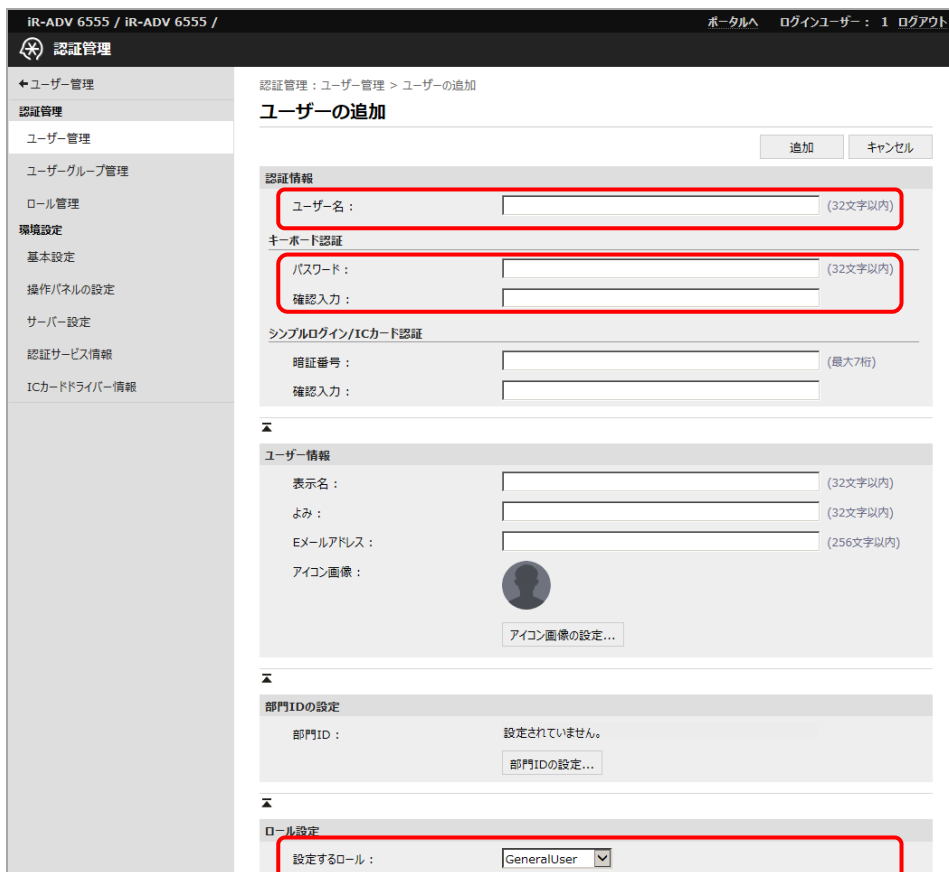 iR-ADV 6555 / iR-ADV 6555 /
ポータルへ ログインユーザー： 1 ログアウト
認証管理
ユーザー管理
認証管理
ユーザー管理
ユーザーグループ管理
ロール管理
環境設定
基本設定
操作パネルの設定
サーバー設定
認証サービス情報
ICカードドライバー情報
認証管理：ユーザー管理 > ユーザーの追加
ユーザーの追加
追加 キャンセル
認証情報
ユーザー名： (32文字以内)
キーボード認証
パスワード： (32文字以内)
確認入力：
シンプルログイン/ICカード認証
暗証番号： (最大7桁)
確認入力：
ユーザー情報
表示名： (32文字以内)
よみ： (32文字以内)
Eメールアドレス： (256文字以内)
アイコン画像：
アイコン画像の設定...
部門IDの設定
部門ID： 設定されていません。
部門IDの設定...
ロール設定
設定するロール： GeneralUser